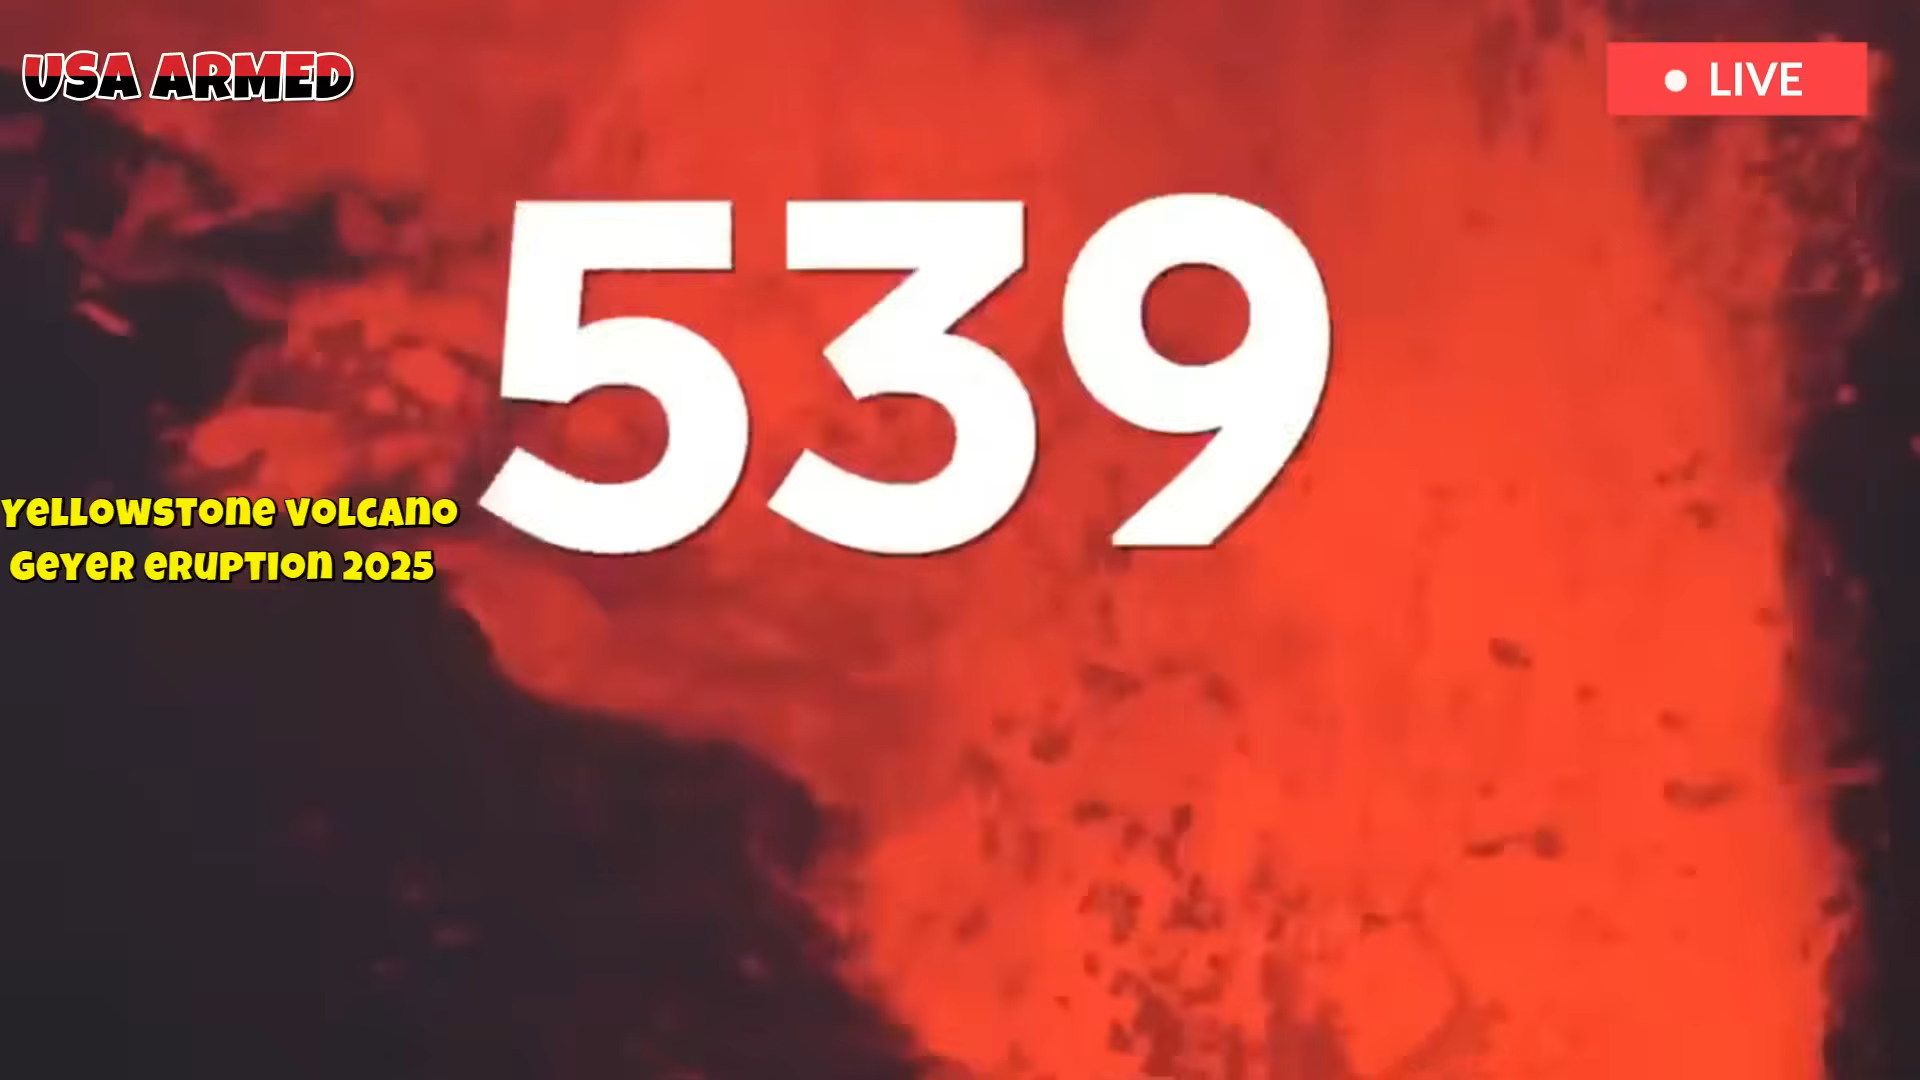 USA ARMED
LIVE
539
YELLOWSTONE VOLCANO
GEYER ERUPTION 2025